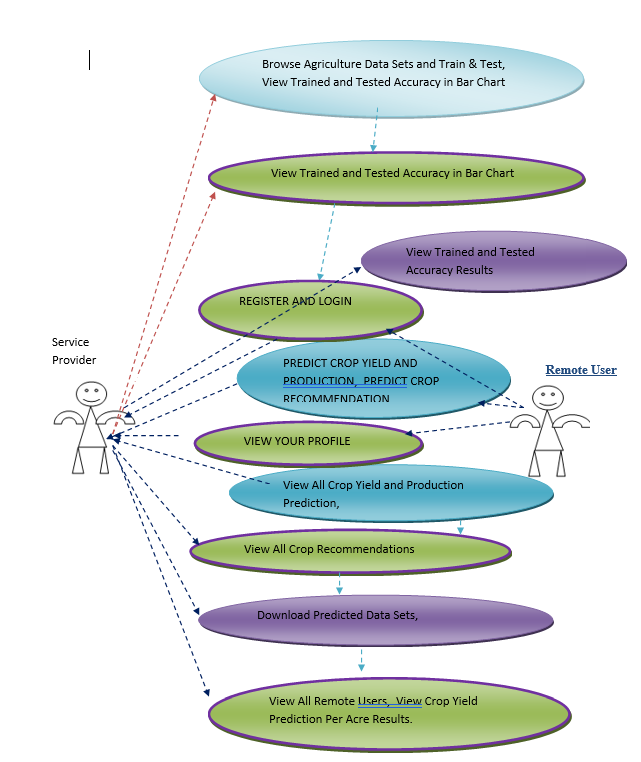 Browse Agriculture Data Sets and Train & Test,
View Trained and Tested Accuracy in Bar Chart
View Trained and Tested Accuracy in Bar Chart
View Trained and Tested
Accuracy Results
REGISTER AND LOGIN
Service
Provider
PREDICT CROP YIELD AND
PRODUCTION, PREDICT CROP
RECOMMENDATION
Remote User
VIEW YOUR PROFILE
View All Crop Yield and Production
Prediction,
View All Crop Recommendations
Download Predicted Data Sets,
View All Remote Users, View Crop Yield
Prediction Per Acre Results.